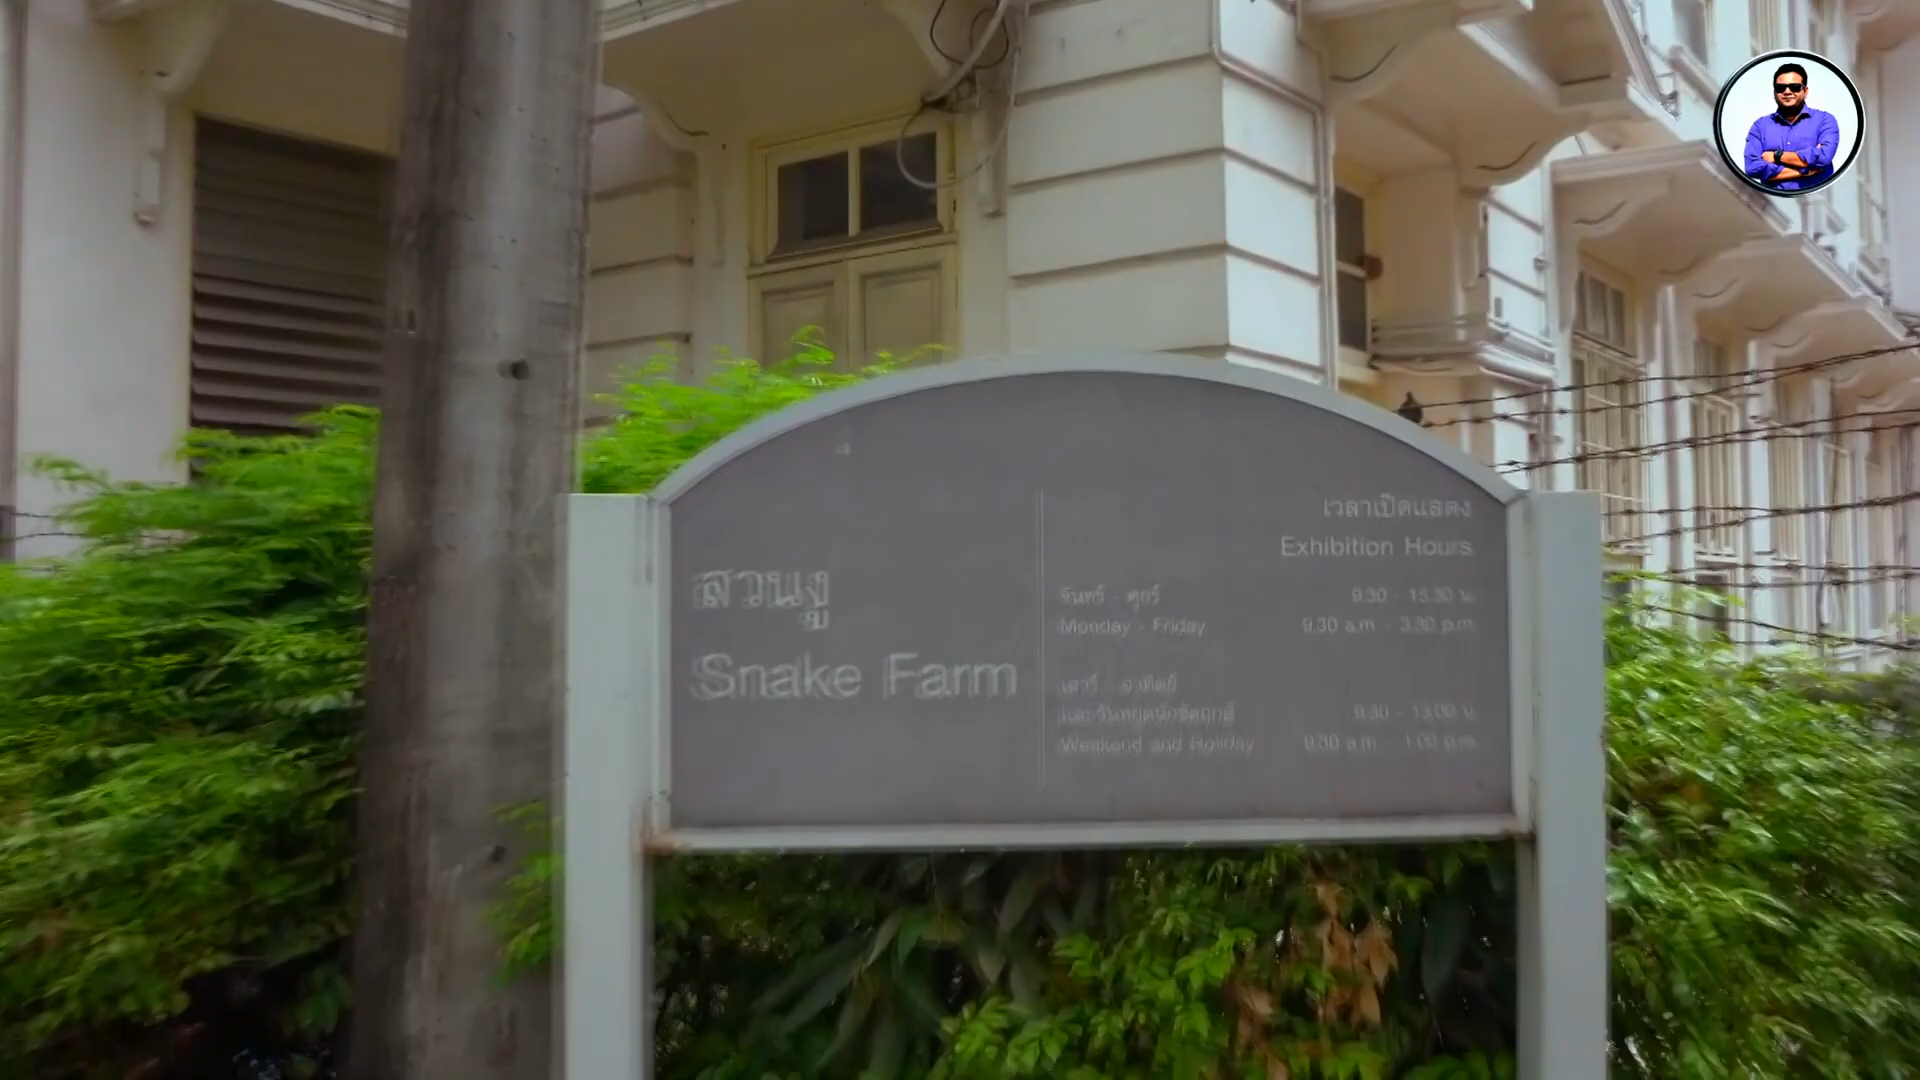 สวนงู
Snake Farm
เวลาเปิดแสดง
Exhibition Hours
จันทร์ - ศุกร์ 9.30 - 15.30 น.
Monday - Friday 9.30 a.m. - 3.30 p.m.
เสาร์ - อาทิตย์
และวันหยุดนักขัตฤกษ์ 9.30 - 13.00 น.
Weekend and Holiday 9.30 a.m. - 1.00 p.m.